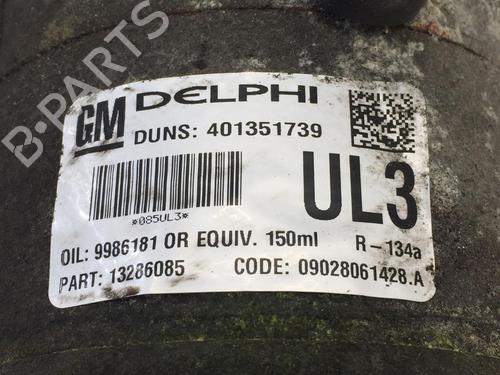 B-PARTS
GM DELPHI
DUNS: 401351739
UL3
*085UL3*
OIL: 9986181 OR EQUIV. 150ml R-134a
PART: 13286085 CODE: 09028061428.A